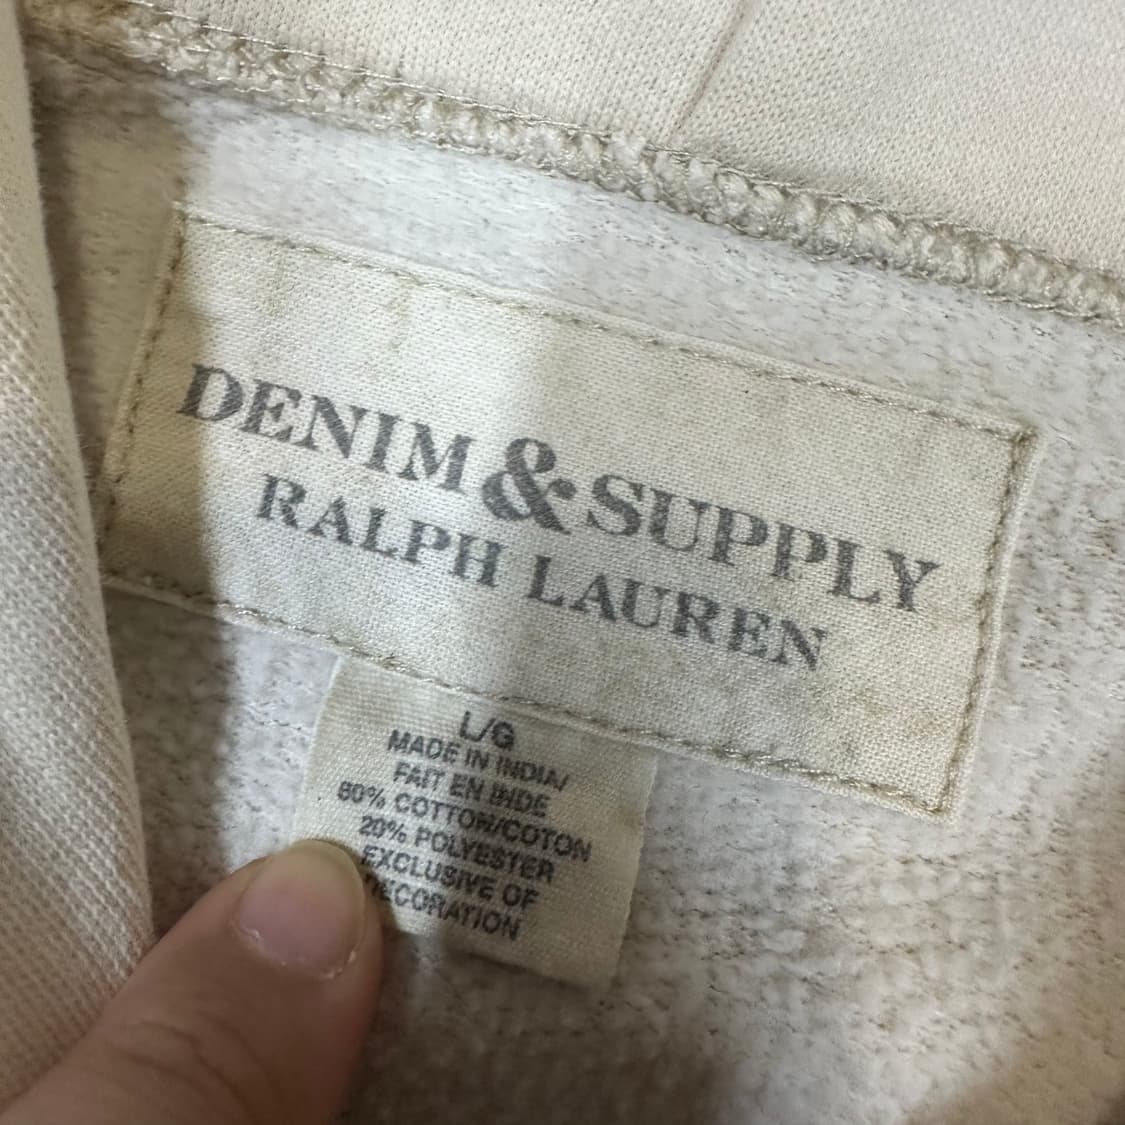 DENIM & SUPPLY
RALPH LAUREN
L/G
MADE IN INDIA/
FAIT EN INDE
80% COTTON/COTON
20% POLYESTER
EXCLUSIVE OF
DECORATION